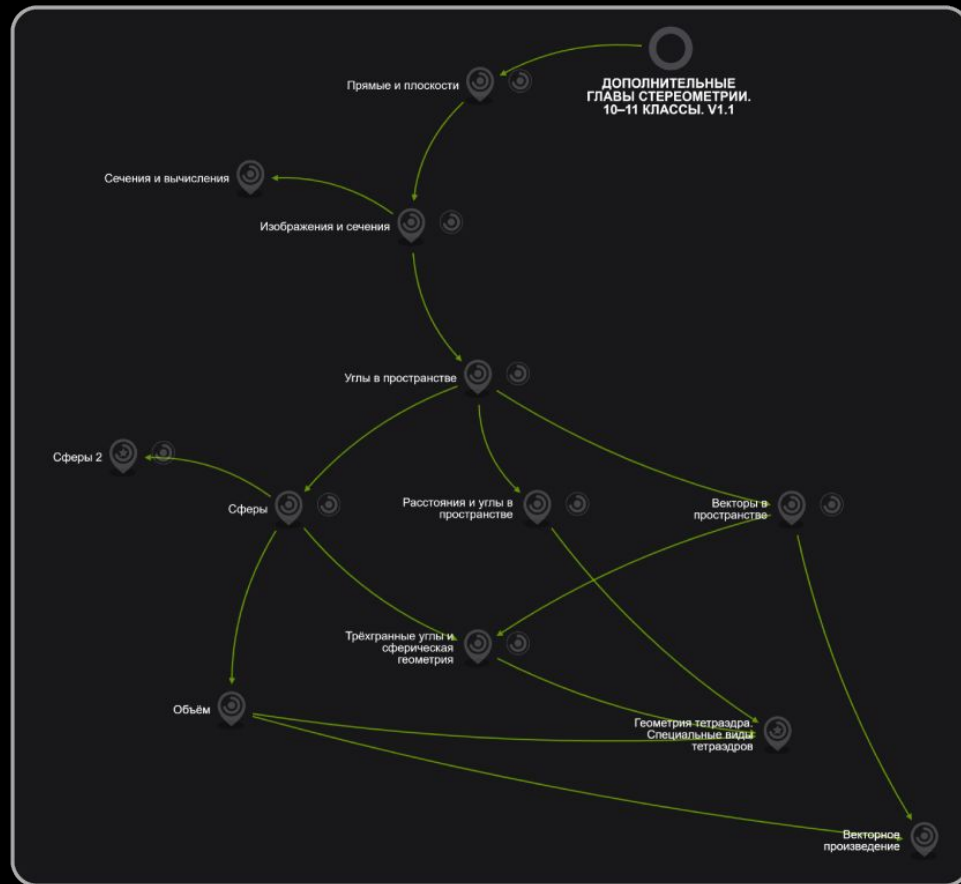 ДОПОЛНИТЕЛЬНЫЕ
ГЛАВЫ СТЕРЕОМЕТРИИ.
10–11 КЛАССЫ. V1.1
Прямые и плоскости
Сечения и вычисления
Изображения и сечения
Углы в пространстве
Сферы 2
Сферы
Расстояния и углы в
пространстве
Векторы в
пространстве
Трёхгранные углы и
сферическая
геометрия
Объём
Геометрия тетраэдра.
Специальные виды
тетраэдров
Векторное
произведение